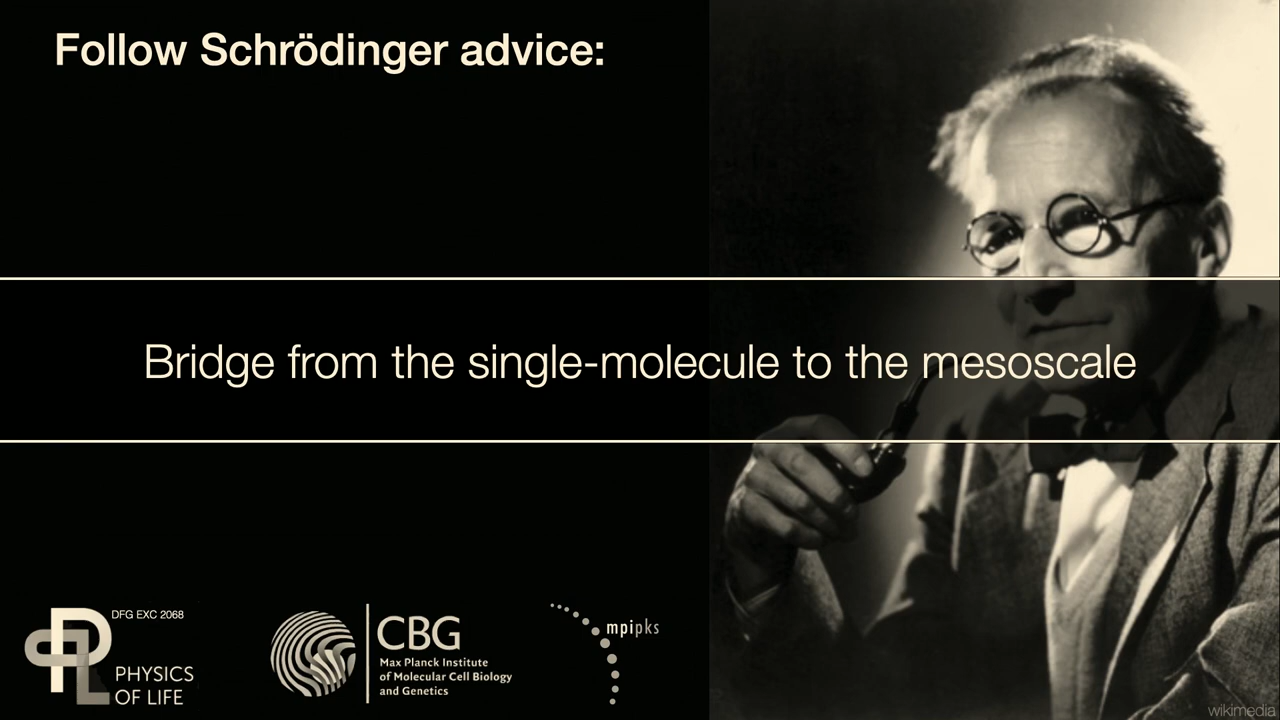 Follow Schrödinger advice:
Bridge from the single-molecule to the mesoscale
DFG EXC 2068
PHYSICS
OF LIFE
CBG
Max Planck Institute
of Molecular Cell Biology
and Genetics
mpipks
wikimedia